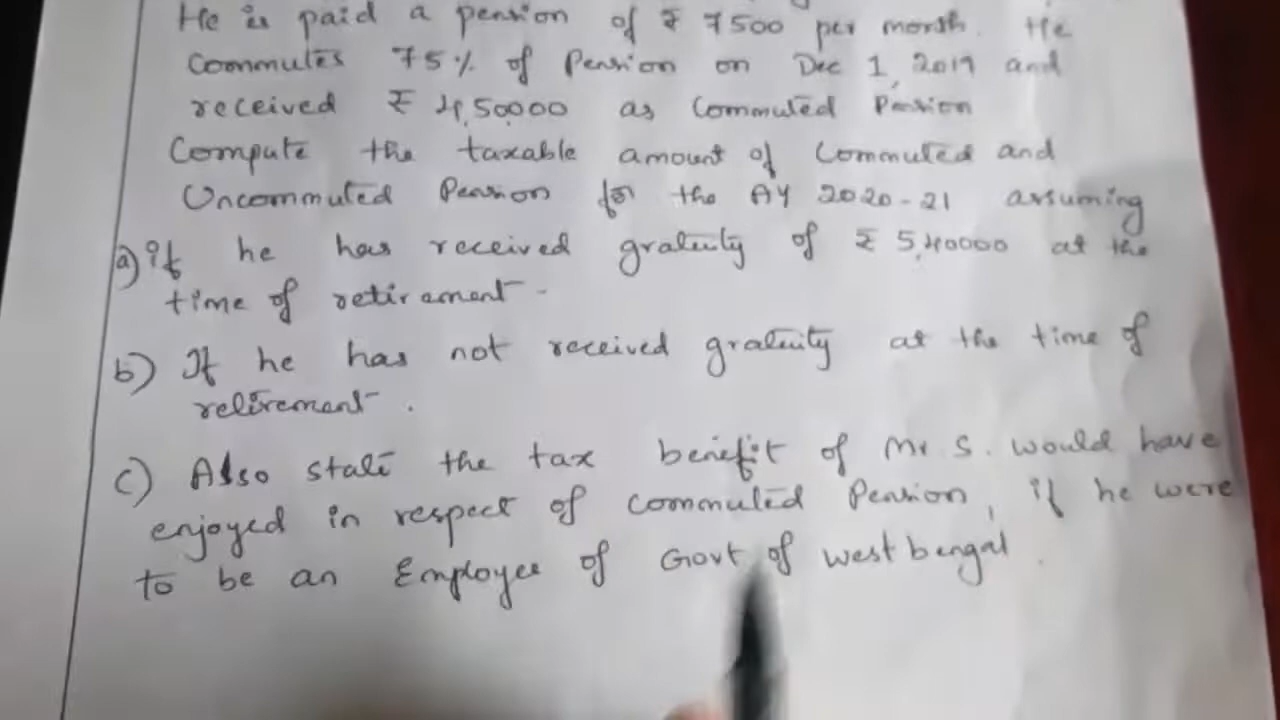 He is paid a pension of ₹ 7500 per month. He
Commutes 75% of Pension on Dec 1, 2019 and
received ₹ 4,50000 as Commuted Pension
Compute the taxable amount of Commuted and
Uncommuted Pension for the AY 2020-21 assuming
a) if he has received gratuity of ₹ 5,40000 at the
time of retirement.
b) If he has not received gratuity at the time of
retirement.
c) Also state the tax benefit of Mr S. would have
enjoyed in respect of Commuted Pension, if he were
to be an Employee of Govt of West bengal.